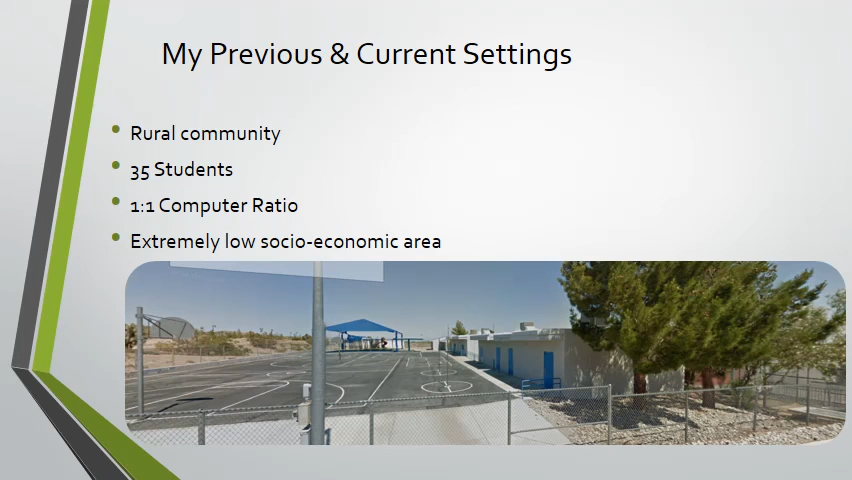 My Previous & Current Settings
Rural community
35 Students
1:1 Computer Ratio
Extremely low socio-economic area